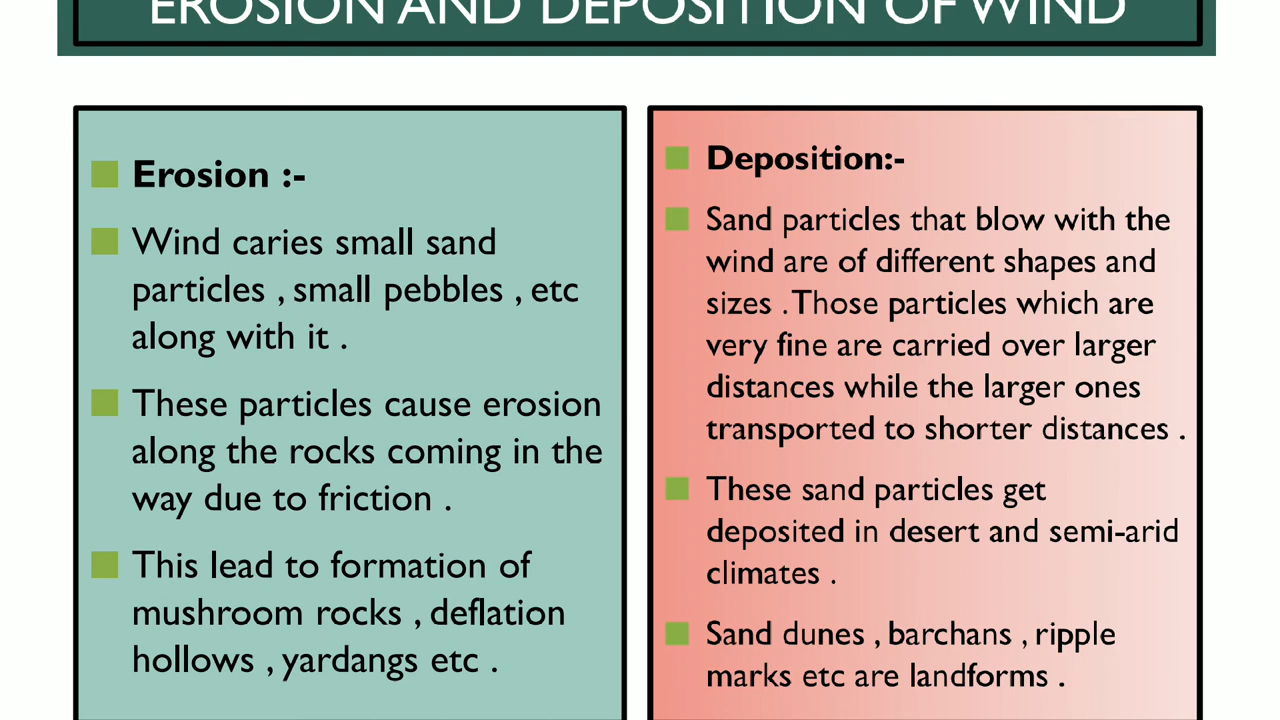 EROSION AND DEPOSITION OF WIND
Erosion :-
Wind caries small sand
particles , small pebbles , etc
along with it .
These particles cause erosion
along the rocks coming in the
way due to friction .
This lead to formation of
mushroom rocks , deflation
hollows , yardangs etc .
Deposition:-
Sand particles that blow with the
wind are of different shapes and
sizes . Those particles which are
very fine are carried over larger
distances while the larger ones
transported to shorter distances .
These sand particles get
deposited in desert and semi-arid
climates .
Sand dunes , barchans , ripple
marks etc are landforms .